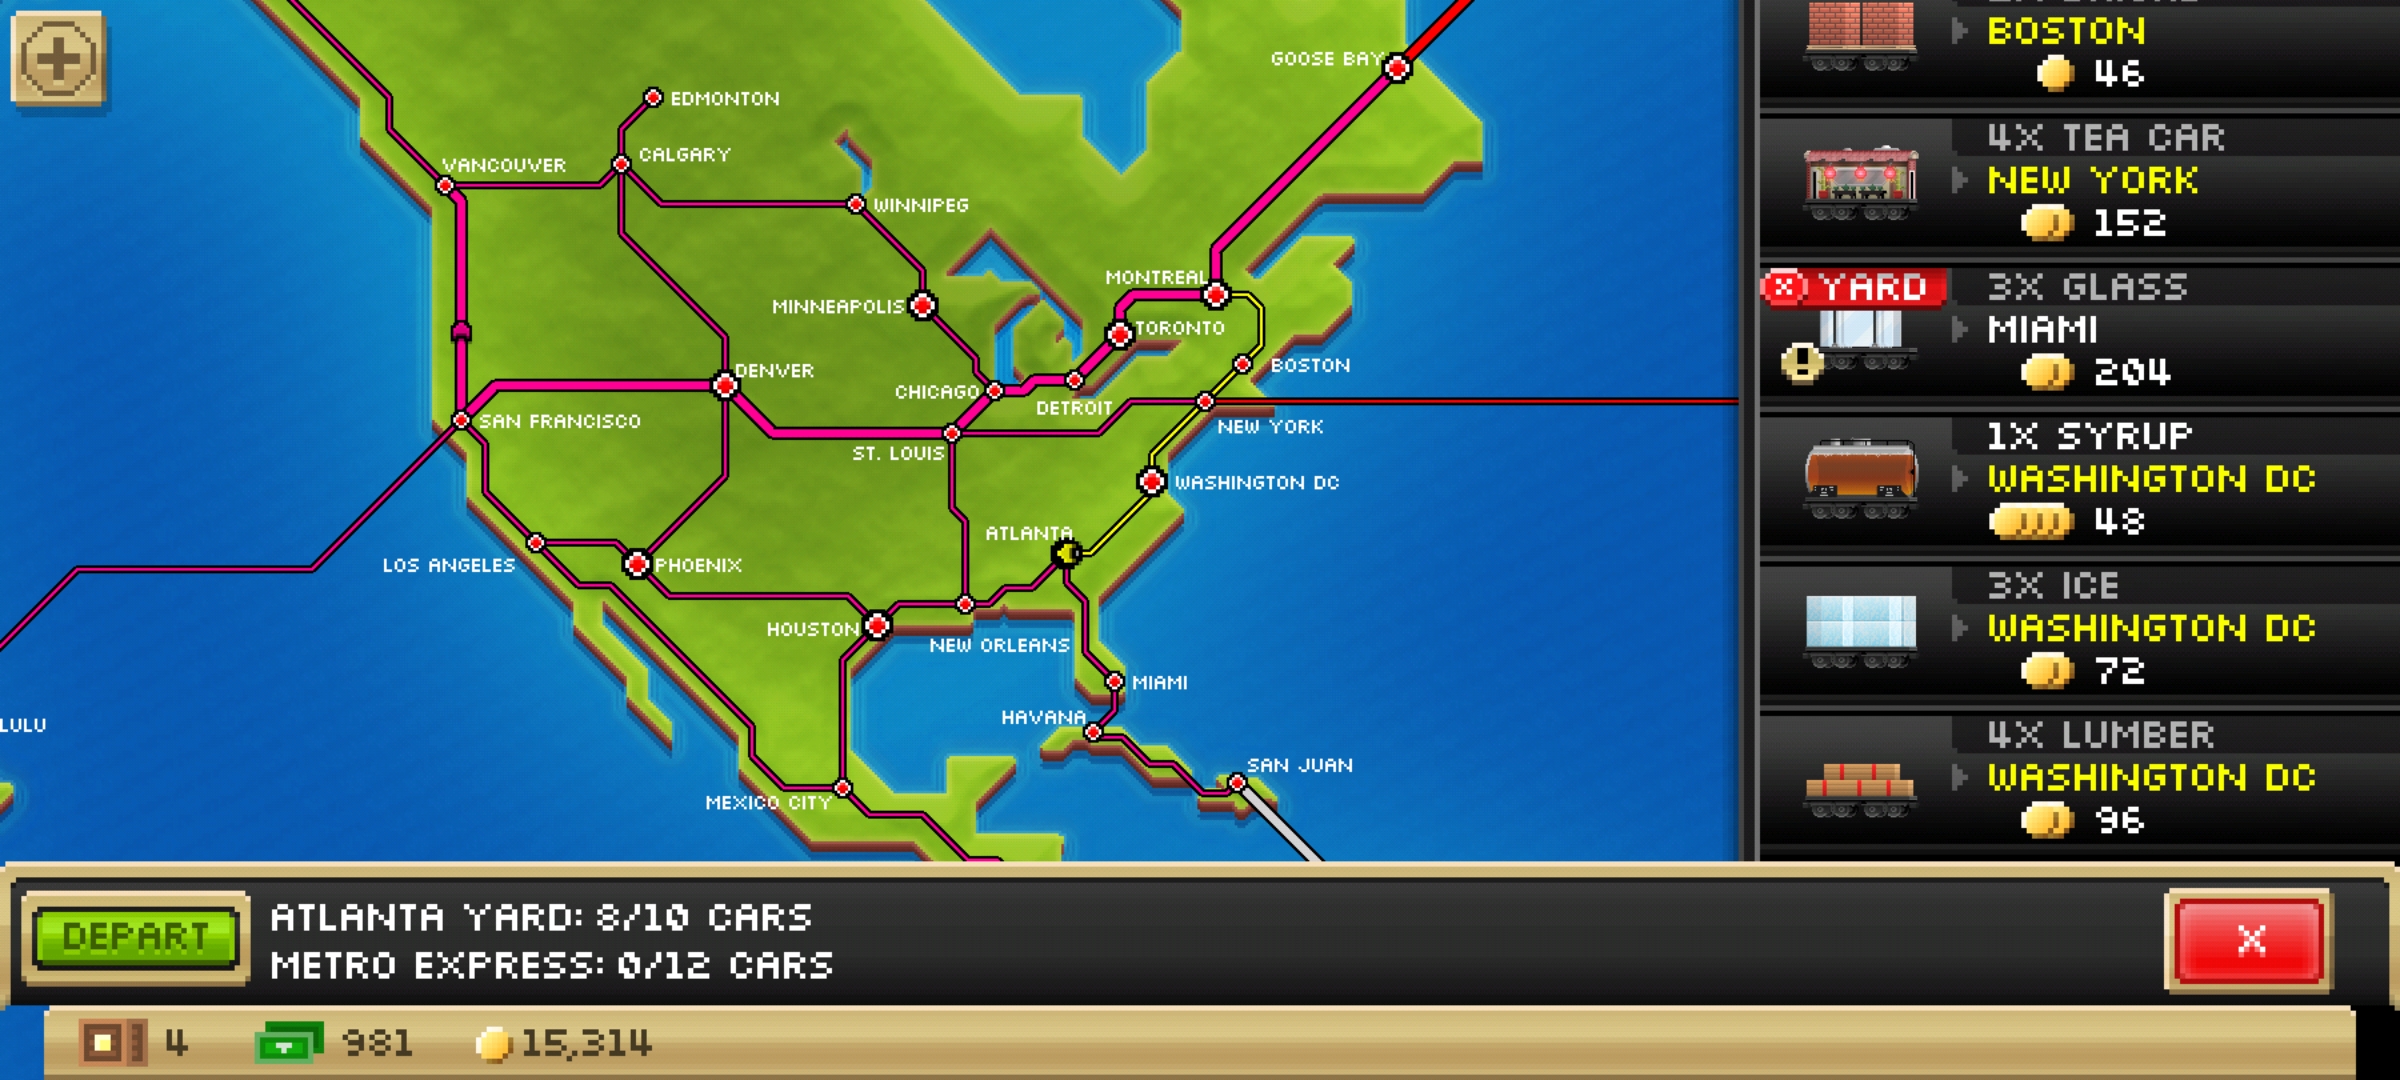 GOOSE BAY
EDMONTON
CALGARY
VANCOUVER
WINNIPEG
MONTREAL
MINNEAPOLIS
TORONTO
DENVER
BOSTON
CHICAGO
DETROIT
SAN FRANCISCO
NEW YORK
ST. LOUIS
WASHINGTON DC
ATLANTA
LOS ANGELES
PHOENIX
HOUSTON
NEW ORLEANS
MIAMI
HAVANA
LULU
SAN JUAN
MEXICO CITY
BOSTON
46
4X TEA CAR
NEW YORK
152
YARD
3X GLASS
MIAMI
204
1X SYRUP
WASHINGTON DC
48
3X ICE
WASHINGTON DC
72
4X LUMBER
WASHINGTON DC
96
DEPART
ATLANTA YARD: 8/10 CARS
METRO EXPRESS: 0/12 CARS
X
4
981
15,314